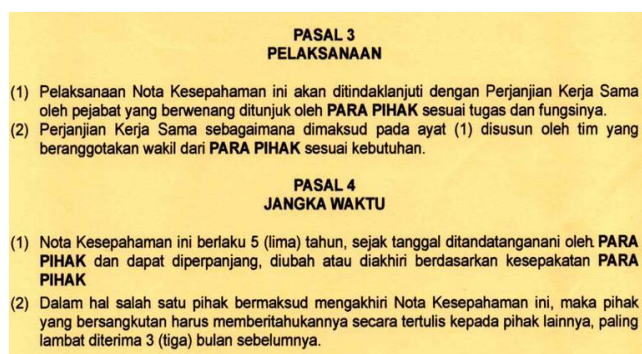 PASAL 3
PELAKSANAAN
(1) Pelaksanaan Nota Kesepahaman ini akan ditindaklanjuti dengan Perjanjian Kerja Sama
oleh pejabat yang berwenang ditunjuk oleh PARA PIHAK sesuai tugas dan fungsinya.
(2) Perjanjian Kerja Sama sebagaimana dimaksud pada ayat (1) disusun oleh tim yang
beranggotakan wakil dari PARA PIHAK sesuai kebutuhan.
PASAL 4
JANGKA WAKTU
(1) Nota Kesepahaman ini berlaku 5 (lima) tahun, sejak tanggal ditandatanganani oleh PARA
PIHAK dan dapat diperpanjang, diubah atau diakhiri berdasarkan kesepakatan PARA
PIHAK
(2) Dalam hal salah satu pihak bermaksud mengakhiri Nota Kesepahaman ini, maka pihak
yang bersangkutan harus memberitahukannya secara tertulis kepada pihak lainnya, paling
lambat diterima 3 (tiga) bulan sebelumnya.